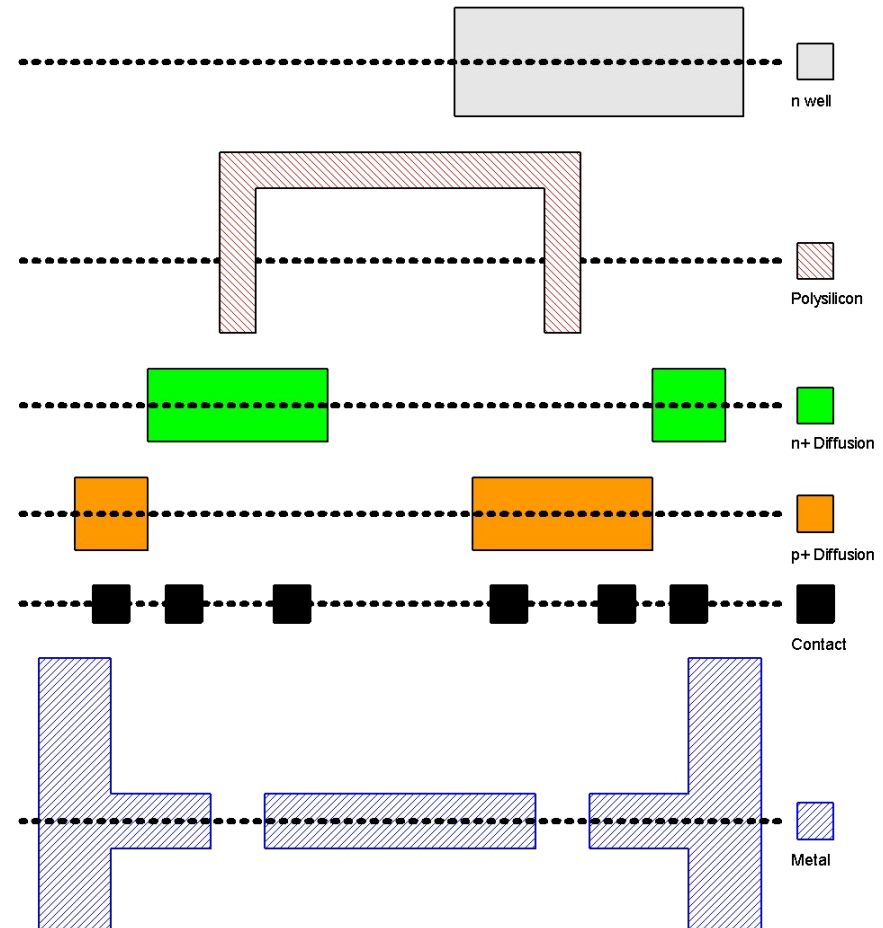 n well
Polysilicon
n+ Diffusion
p+ Diffusion
Contact
Metal